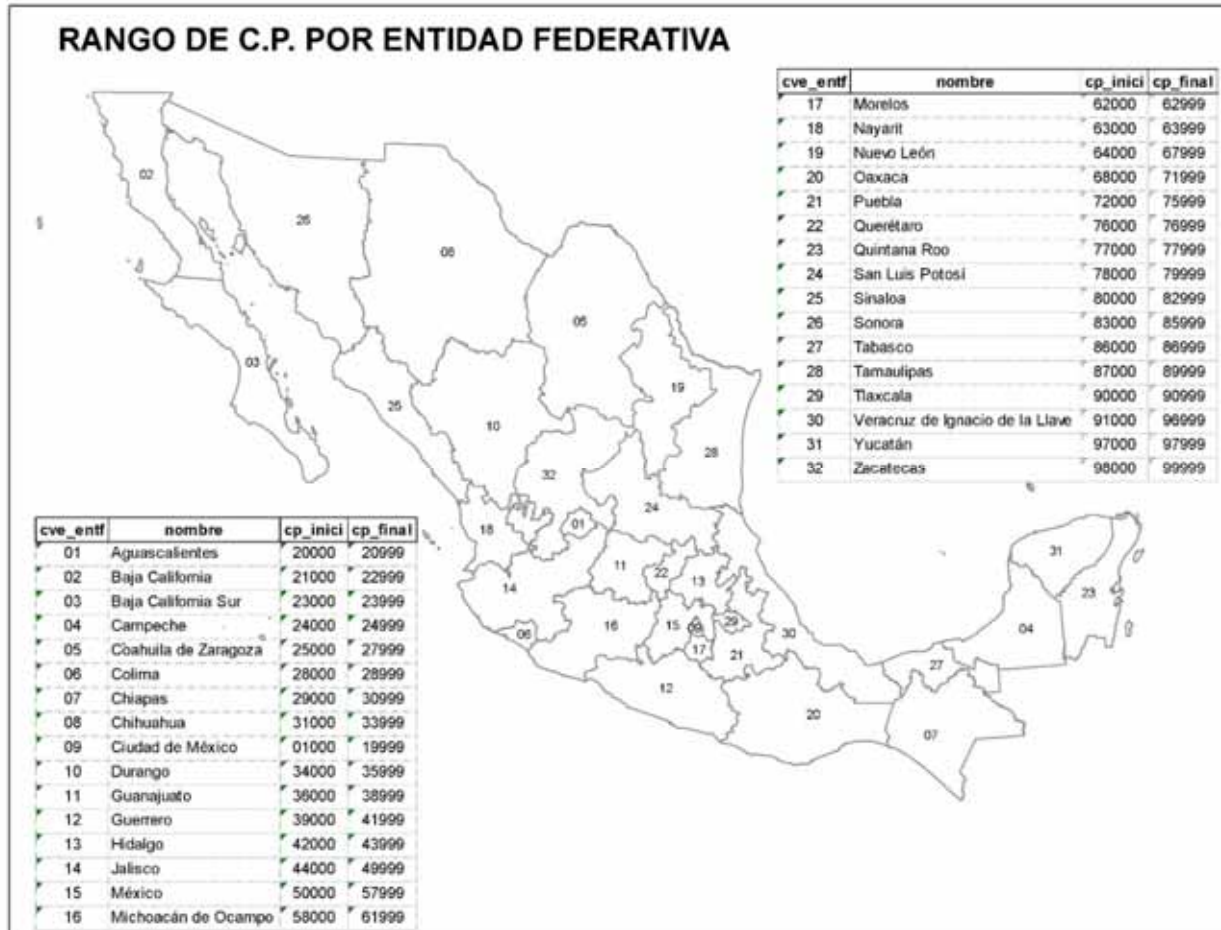 RANGO DE C.P. POR ENTIDAD FEDERATIVA
cve_entf nombre cp_inici cp_final
17 Morelos 62000 62999
18 Nayarit 63000 63999
19 Nuevo León 64000 67999
20 Oaxaca 68000 71999
21 Puebla 72000 75999
22 Querétaro 76000 76999
23 Quintana Roo 77000 77999
24 San Luis Potosí 78000 79999
25 Sinaloa 80000 82999
26 Sonora 83000 85999
27 Tabasco 86000 86999
28 Tamaulipas 87000 89999
29 Tlaxcala 90000 90999
30 Veracruz de Ignacio de la Llave 91000 96999
31 Yucatán 97000 97999
32 Zacatecas 98000 99999
02
26
08
05
03
19
25
10
28
32
24
18
01
31
11
22
13
23
14
16
15
09
29
06
30
04
17
21
27
12
20
07
cve_entf nombre cp_inici cp_final
01 Aguascalientes 20000 20999
02 Baja California 21000 22999
03 Baja California Sur 23000 23999
04 Campeche 24000 24999
05 Coahuila de Zaragoza 25000 27999
06 Colima 28000 28999
07 Chiapas 29000 30999
08 Chihuahua 31000 33999
09 Ciudad de México 01000 19999
10 Durango 34000 35999
11 Guanajuato 36000 38999
12 Guerrero 39000 41999
13 Hidalgo 42000 43999
14 Jalisco 44000 49999
15 México 50000 57999
16 Michoacán de Ocampo 58000 61999